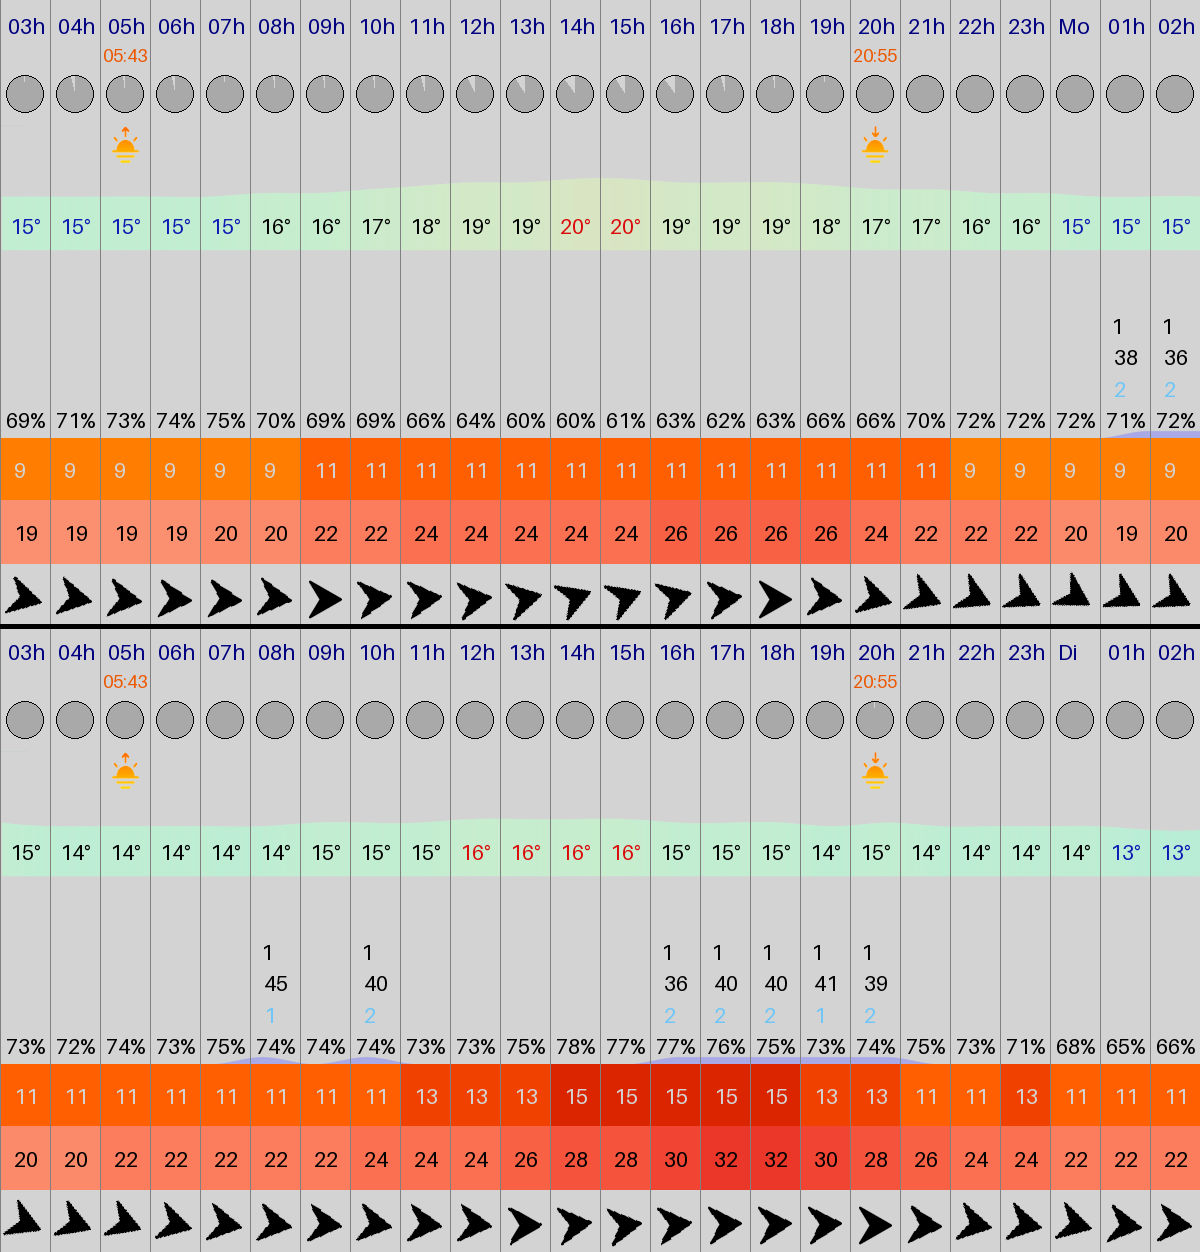 03h 04h 05h 06h 07h 08h 09h 10h 11h 12h 13h 14h 15h 16h 17h 18h 19h 20h 21h 22h 23h Mo 01h 02h
05:43 20:55
15° 15° 15° 15° 15° 16° 16° 17° 18° 19° 19° 20° 20° 19° 19° 19° 18° 17° 17° 16° 16° 15° 15° 15°
1 1
38 36
2 2
69% 71% 73% 74% 75% 70% 69% 69% 66% 64% 60% 60% 61% 63% 62% 63% 66% 66% 70% 72% 72% 72% 71% 72%
9 9 9 9 9 9 11 11 11 11 11 11 11 11 11 11 11 11 11 9 9 9 9 9
19 19 19 19 20 20 22 22 24 24 24 24 24 26 26 26 26 24 22 22 22 20 19 20
03h 04h 05h 06h 07h 08h 09h 10h 11h 12h 13h 14h 15h 16h 17h 18h 19h 20h 21h 22h 23h Di 01h 02h
05:43 20:55
15° 14° 14° 14° 14° 14° 15° 15° 15° 16° 16° 16° 16° 15° 15° 15° 14° 15° 14° 14° 14° 14° 13° 13°
1 1 1 1 1 1 1
45 40 36 40 40 41 39
1 2 2 2 2 1 2
73% 72% 74% 73% 75% 74% 74% 74% 73% 73% 75% 78% 77% 77% 76% 75% 73% 74% 75% 73% 71% 68% 65% 66%
11 11 11 11 11 11 11 11 13 13 13 15 15 15 15 15 13 13 11 11 13 11 11 11
20 20 22 22 22 22 22 24 24 24 26 28 28 30 32 32 30 28 26 24 24 22 22 22